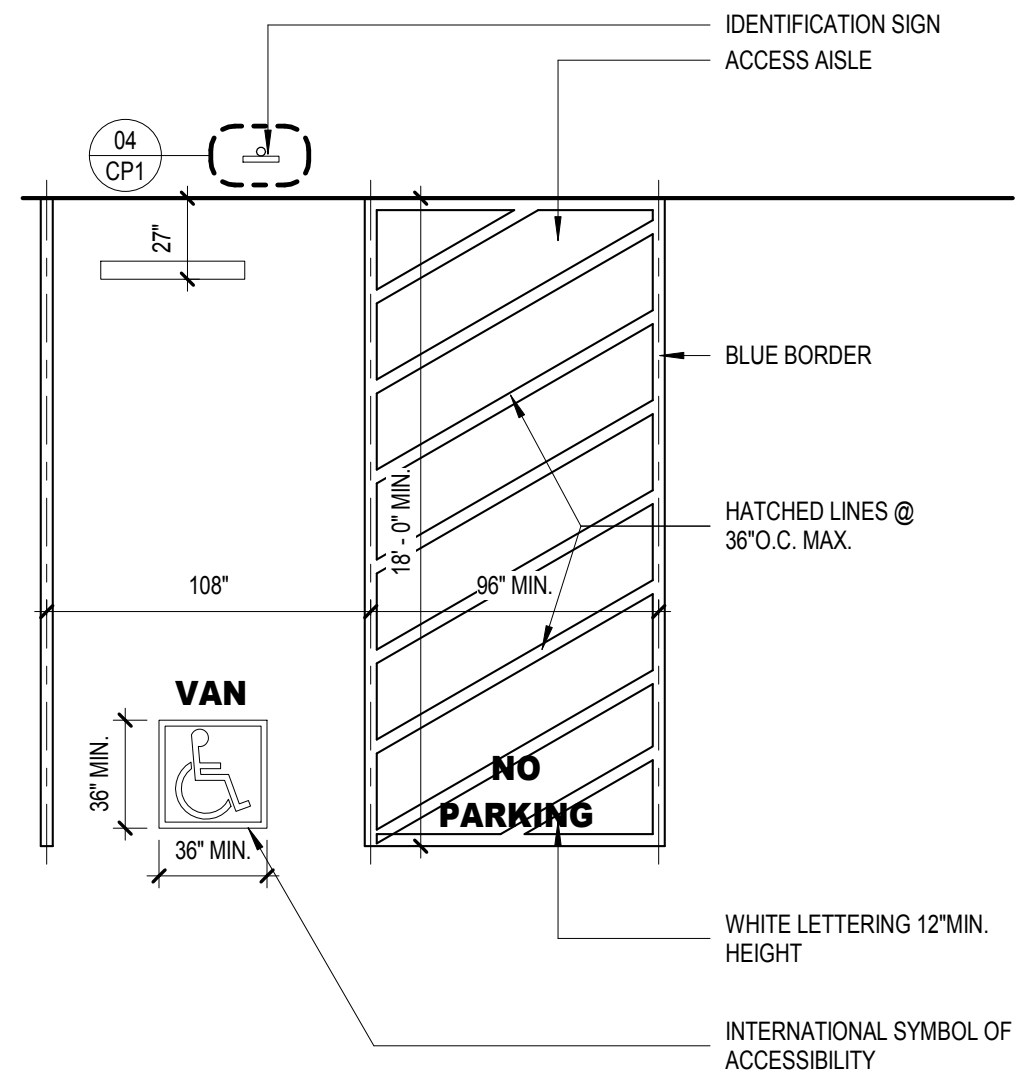 IDENTIFICATION SIGN
ACCESS AISLE
04
CP1
27"
BLUE BORDER
18' - 0" MIN.
HATCHED LINES @
36"O.C. MAX.
108"
96" MIN.
VAN
36" MIN.
36" MIN.
NO
PARKING
WHITE LETTERING 12"MIN.
HEIGHT
INTERNATIONAL SYMBOL OF
ACCESSIBILITY